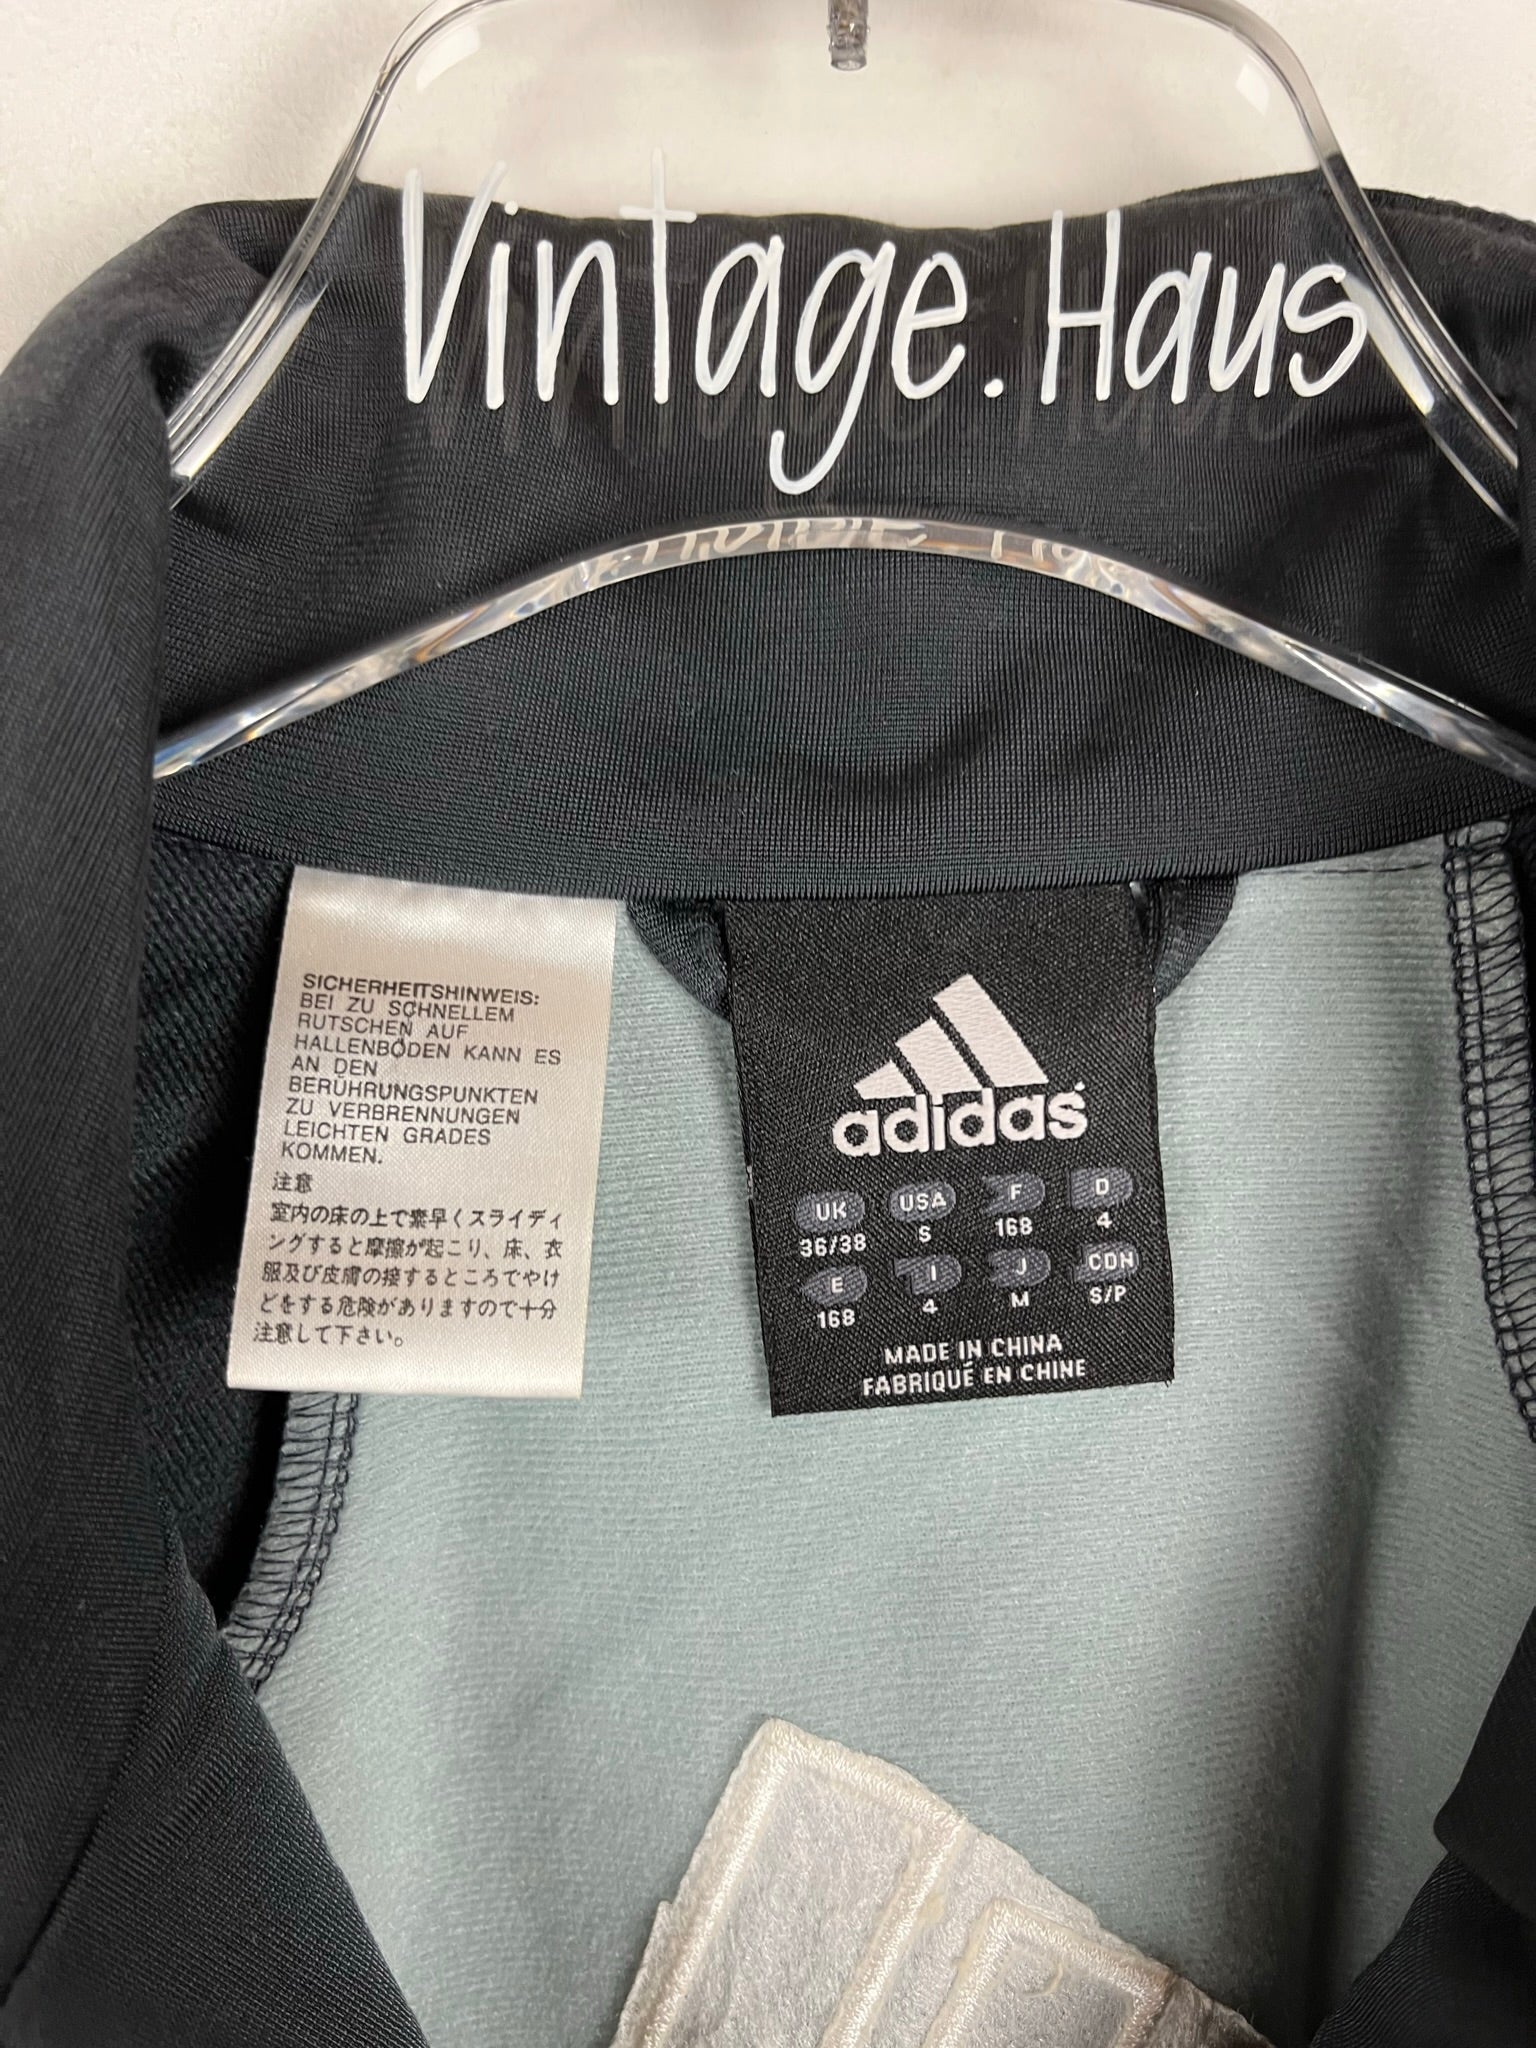 Vintage.Haus
SICHERHEITSHINWEIS:
BEI ZU SCHNELLEM
RUTSCHEN AUF
HALLENBÖDEN KANN ES
AN DEN
BERÜHRUNGSPUNKTEN
ZU VERBRENNUNGEN
LEICHTEN GRADES
KOMMEN.
注意
室内の床の上で素早くスライディ
ングすると摩擦が起こり、床、衣
服及び皮膚の接するところでやけ
どをする危険がありますので十分
注意して下さい。
adidas
UK USA F D
36/38 S 168 4
E I J CDN
168 4 M S/P
MADE IN CHINA
FABRIQUÉ EN CHINE